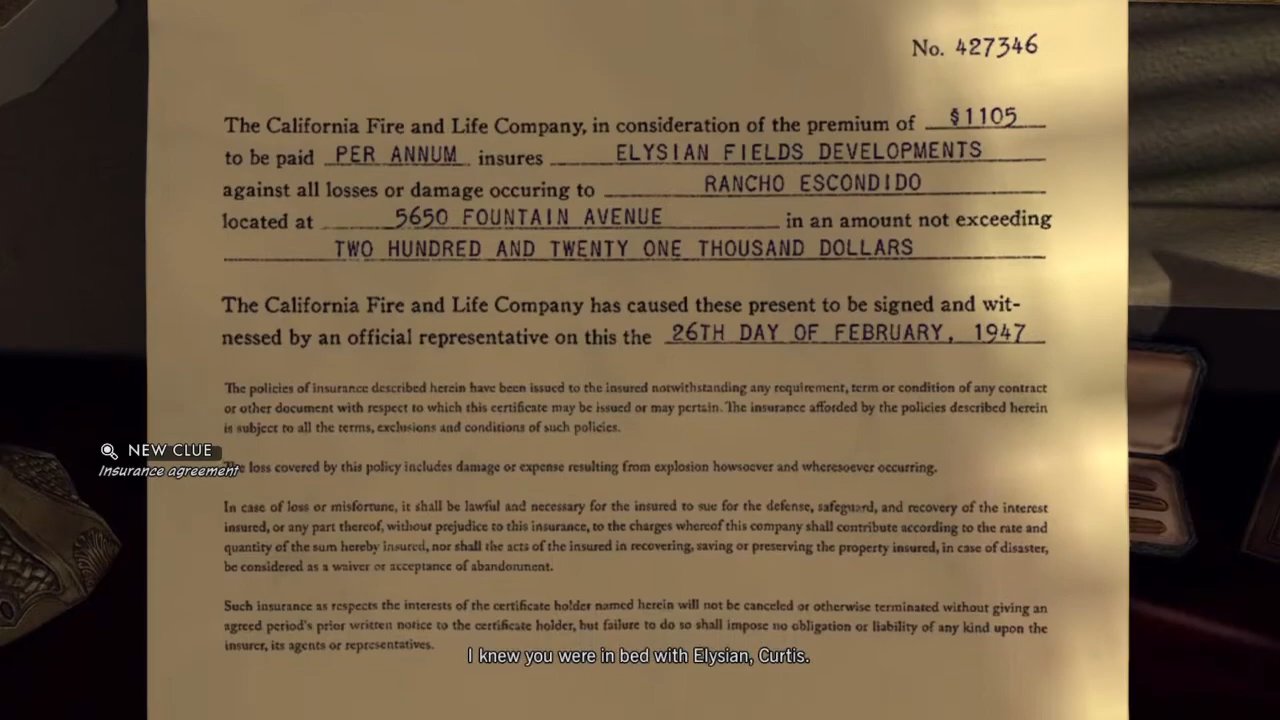 No. 427346
The California Fire and Life Company, in consideration of the premium of $1105
to be paid PER ANNUM insures ELYSIAN FIELDS DEVELOPMENTS
against all losses or damage occuring to RANCHO ESCONDIDO
located at 5650 FOUNTAIN AVENUE in an amount not exceeding
TWO HUNDRED AND TWENTY ONE THOUSAND DOLLARS
The California Fire and Life Company has caused these present to be signed and wit-
nessed by an official representative on this the 26TH DAY OF FEBRUARY, 1947
The policies of insurance described herein have been issued to the insured notwithstanding any requirement, term or condition of any contract
or other document with respect to which this certificate may be issued or may pertain. The insurance afforded by the policies described herein
is subject to all the terms, exclusions and conditions of such policies.
NEW CLUE
Insurance agreement
The loss covered by this policy includes damage or expense resulting from explosion howsoever and wheresoever occurring.
In case of loss or misfortune, it shall be lawful and necessary for the insured to sue for the defense, safeguard, and recovery of the interest
insured, or any part thereof, without prejudice to this insurance, to the charges whereof this company shall contribute according to the rate and
quantity of the sum hereby insured, nor shall the acts of the insured in recovering, saving or preserving the property insured, in case of disaster,
be considered as a waiver or acceptance of abandonment.
Such insurance as respects the interests of the certificate holder named herein will not be canceled or otherwise terminated without giving an
agreed period's prior written notice to the certificate holder, but failure to do so shall impose no obligation or liability of any kind upon the
insurer, its agents or representatives.
I knew you were in bed with Elysian, Curtis.